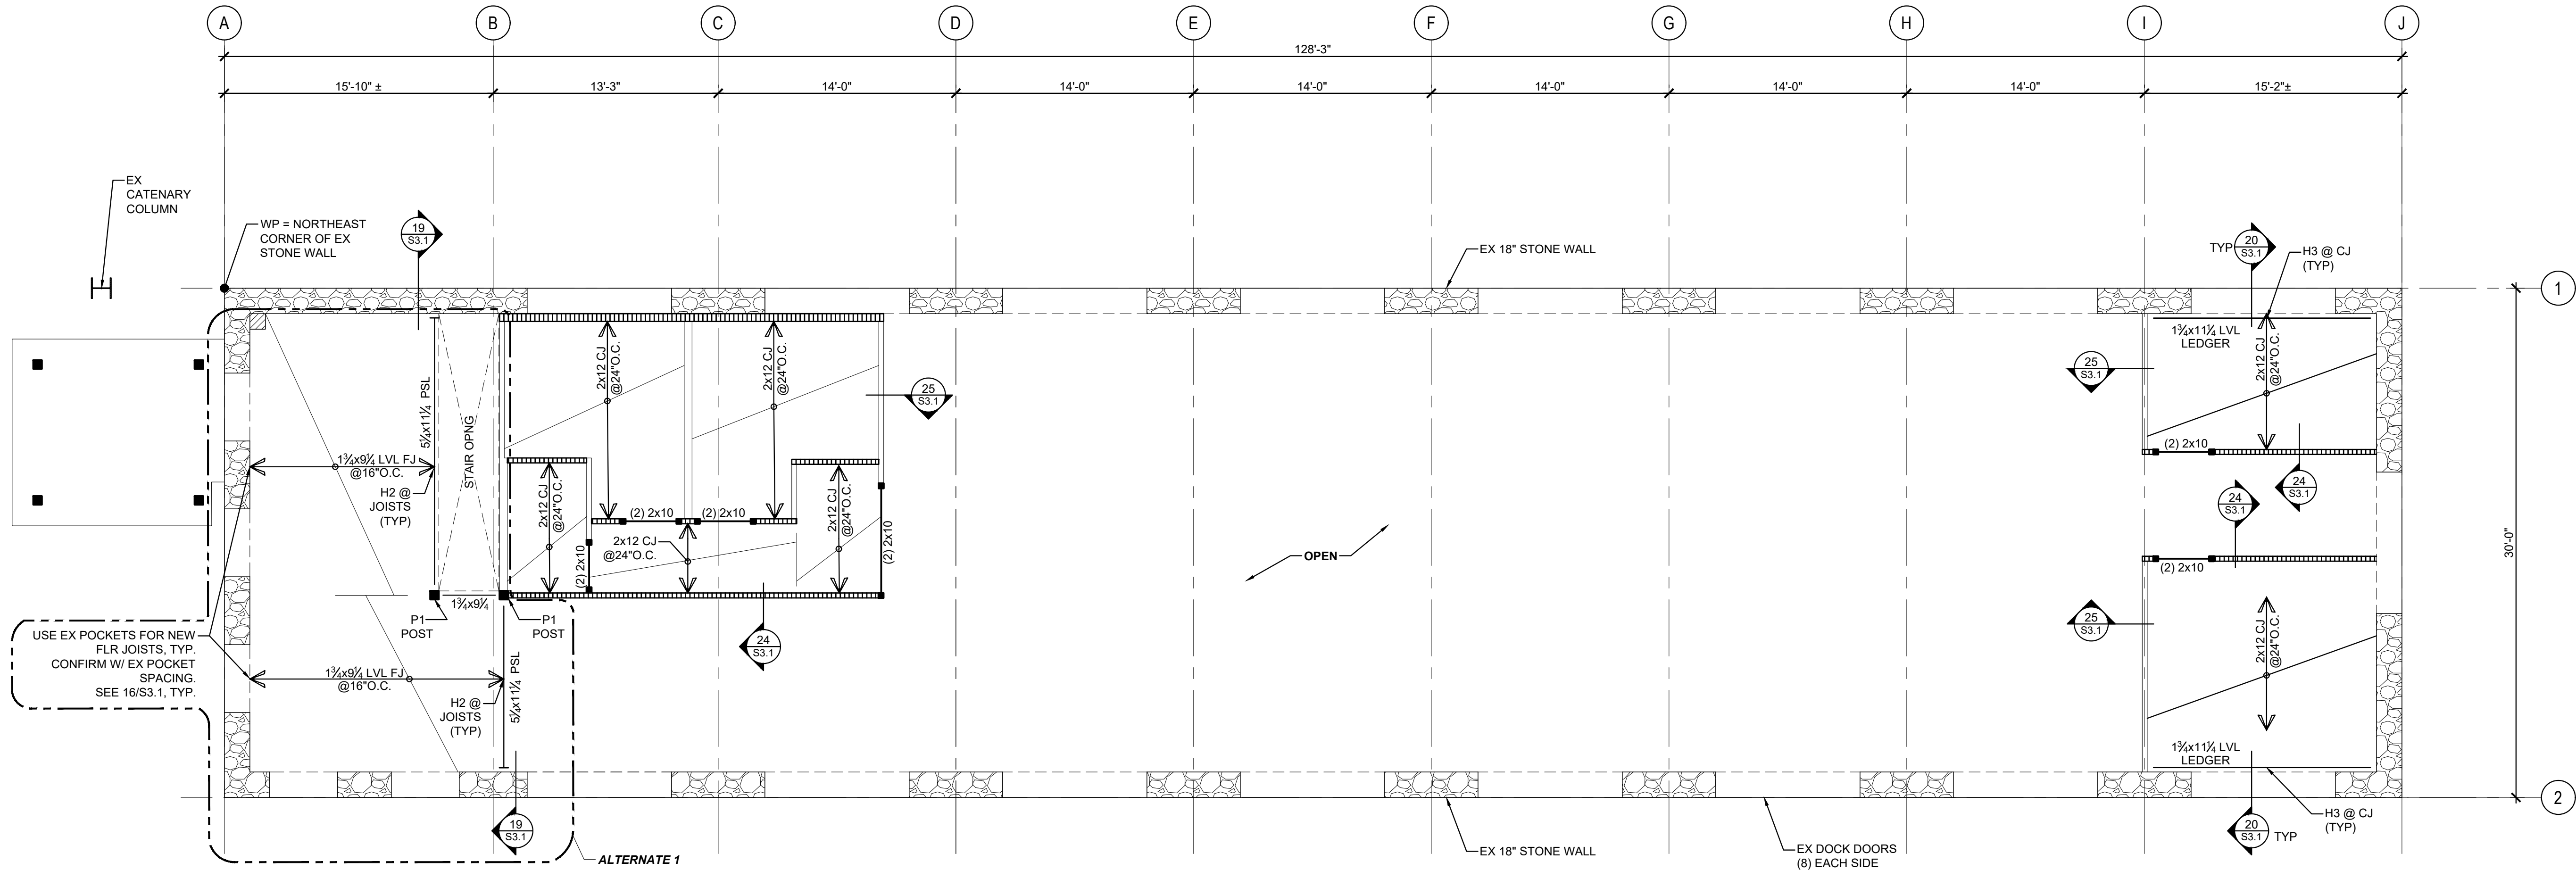 A B C D E F G H I J
128'-3"
15'-10" ± 13'-3" 14'-0" 14'-0" 14'-0" 14'-0" 14'-0" 14'-0" 15'-2"±
EX
CATENARY
COLUMN
WP = NORTHEAST
CORNER OF EX
STONE WALL
19
S3.1
EX 18" STONE WALL
TYP
20
S3.1
H3 @ CJ
(TYP)
1
1¾x11¼ LVL
LEDGER
2x12 CJ
@24"O.C.
2x12 CJ
@24"O.C.
2x12 CJ
@24"O.C.
25
S3.1
25
S3.1
5¼x11¼ PSL
STAIR OPNG
1¾x9¼ LVL FJ
@16"O.C.
H2 @
JOISTS
(TYP)
2x12 CJ
@24"O.C.
2x12 CJ
@24"O.C.
(2) 2x10
(2) 2x10
(2) 2x10
(2) 2x10
2x12 CJ
@24"O.C.
(2) 2x10
24
S3.1
24
S3.1
OPEN
30'-0"
(2) 2x10
1¾x9¼
P1
POST
P1
POST
24
S3.1
25
S3.1
2x12 CJ
@24"O.C.
USE EX POCKETS FOR NEW
FLR JOISTS, TYP.
CONFIRM W/ EX POCKET
SPACING.
SEE 16/S3.1, TYP.
1¾x9¼ LVL FJ
@16"O.C.
H2 @
JOISTS
(TYP)
5¼x11¼ PSL
1¾x11¼ LVL
LEDGER
2
19
S3.1
ALTERNATE 1
EX 18" STONE WALL
EX DOCK DOORS
(8) EACH SIDE
20
S3.1
TYP
H3 @ CJ
(TYP)